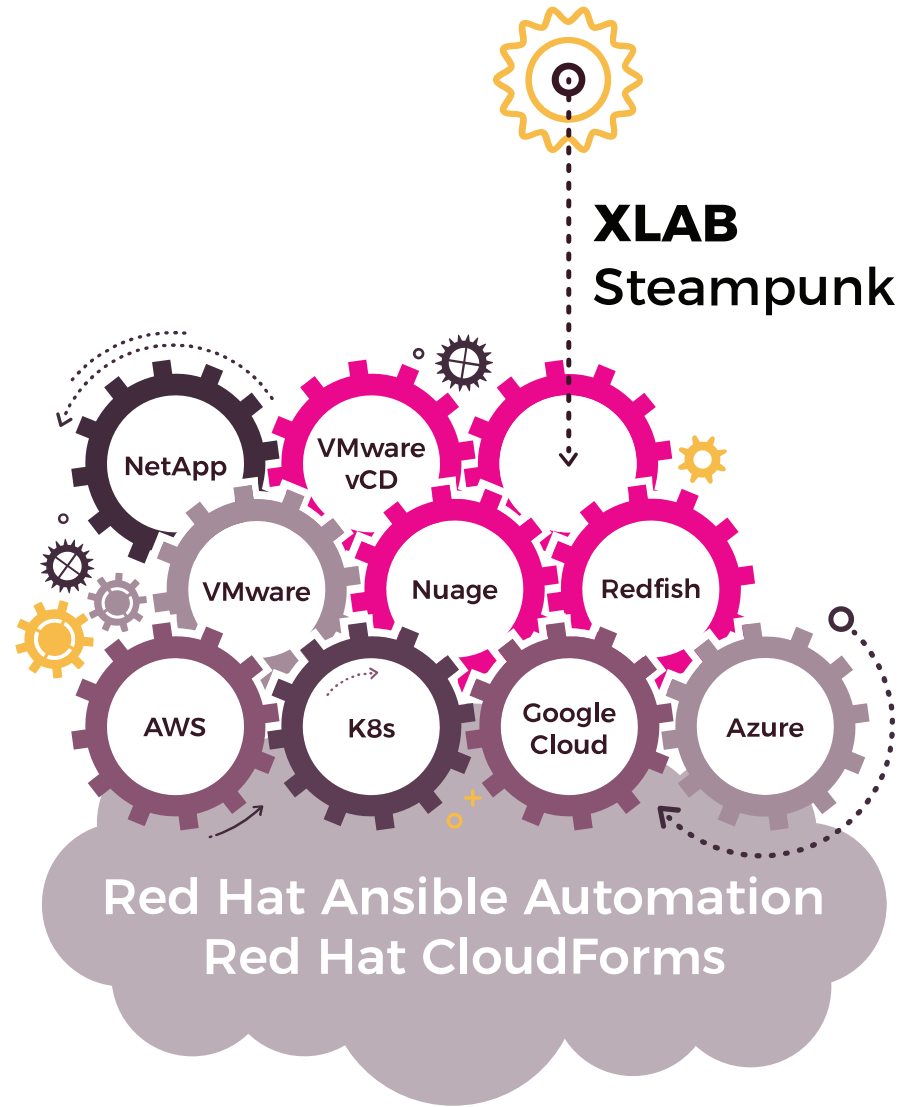 XLAB
Steampunk
NetApp
VMware
vCD
VMware
Nuage
Redfish
AWS
K8s
Google
Cloud
Azure
Red Hat Ansible Automation
Red Hat CloudForms